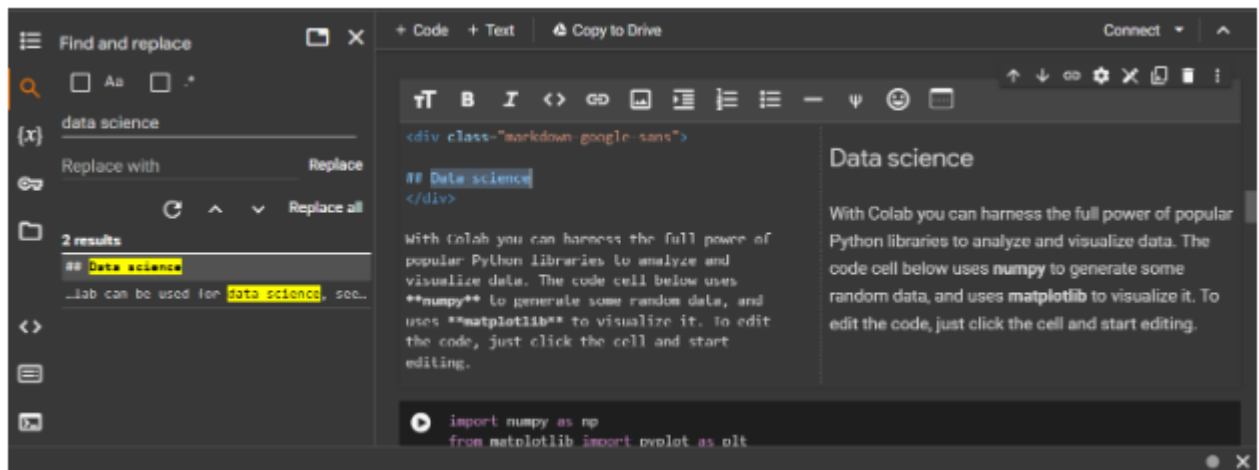 Find and replace
Aa
.*
data science
Replace with
Replace
Replace all
2 results
## Data science
…lab can be used for data science, see…
{x}
+ Code + Text Copy to Drive
Connect
<div class="markdown-google-sans">
## Data science
</div>
With Colab you can harness the full power of
popular Python libraries to analyze and
visualize data. The code cell below uses
**numpy** to generate some random data, and
uses **matplotlib** to visualize it. To edit
the code, just click the cell and start
editing.
Data science
With Colab you can harness the full power of popular
Python libraries to analyze and visualize data. The
code cell below uses numpy to generate some
random data, and uses matplotlib to visualize it. To
edit the code, just click the cell and start editing.
import numpy as np
from matplotlib import pyplot as plt